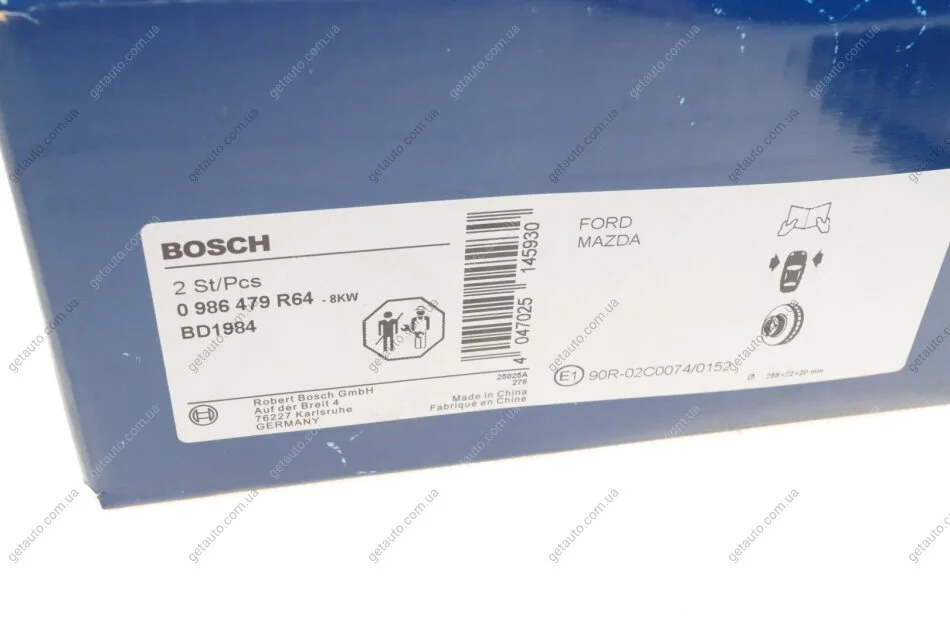 BOSCH
2 St/Pcs
0 986 479 R64 - 8KW
BD1984
4 047025 145930
25025A
276
Robert Bosch GmbH
Auf der Breit 4
76227 Karlsruhe
GERMANY
Made in China
Fabriqué en Chine
FORD
MAZDA
E1 90R-02C0074/0152
getauto.com.ua